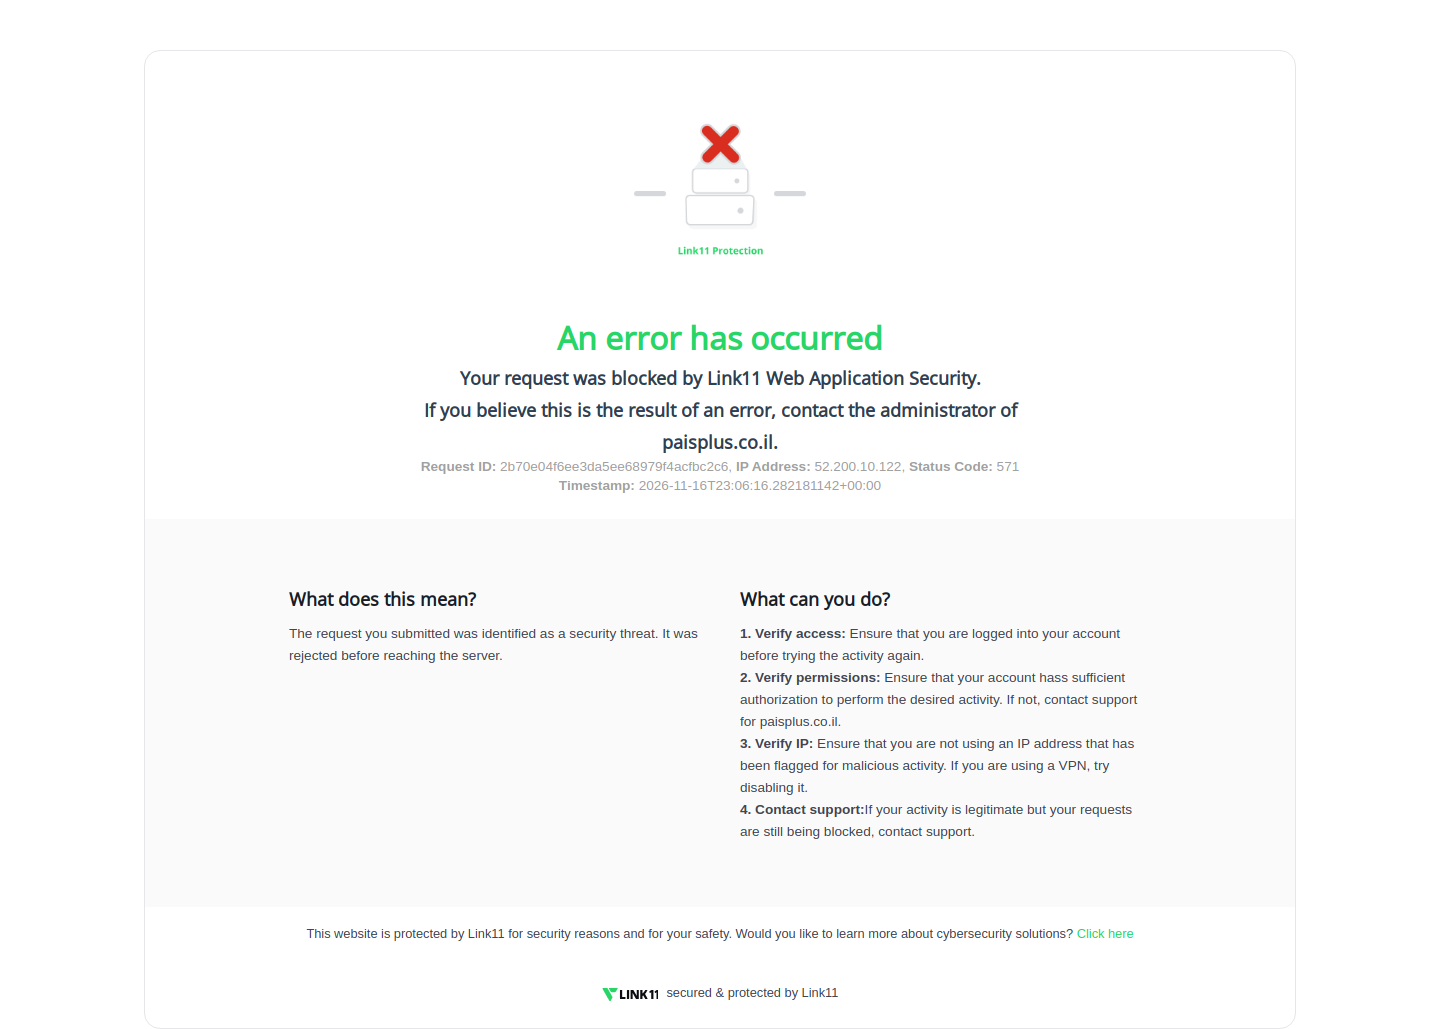 Link11 Protection
An error has occurred
Your request was blocked by Link11 Web Application Security.
If you believe this is the result of an error, contact the administrator of
paisplus.co.il.
Request ID: 2b70e04f6ee3da5ee68979f4acfbc2c6, IP Address: 52.200.10.122, Status Code: 571
Timestamp: 2026-11-16T23:06:16.282181142+00:00
What does this mean?
The request you submitted was identified as a security threat. It was
rejected before reaching the server.
What can you do?
1. Verify access: Ensure that you are logged into your account
before trying the activity again.
2. Verify permissions: Ensure that your account hass sufficient
authorization to perform the desired activity. If not, contact support
for paisplus.co.il.
3. Verify IP: Ensure that you are not using an IP address that has
been flagged for malicious activity. If you are using a VPN, try
disabling it.
4. Contact support:If your activity is legitimate but your requests
are still being blocked, contact support.
This website is protected by Link11 for security reasons and for your safety. Would you like to learn more about cybersecurity solutions? Click here
LINK11 secured & protected by Link11